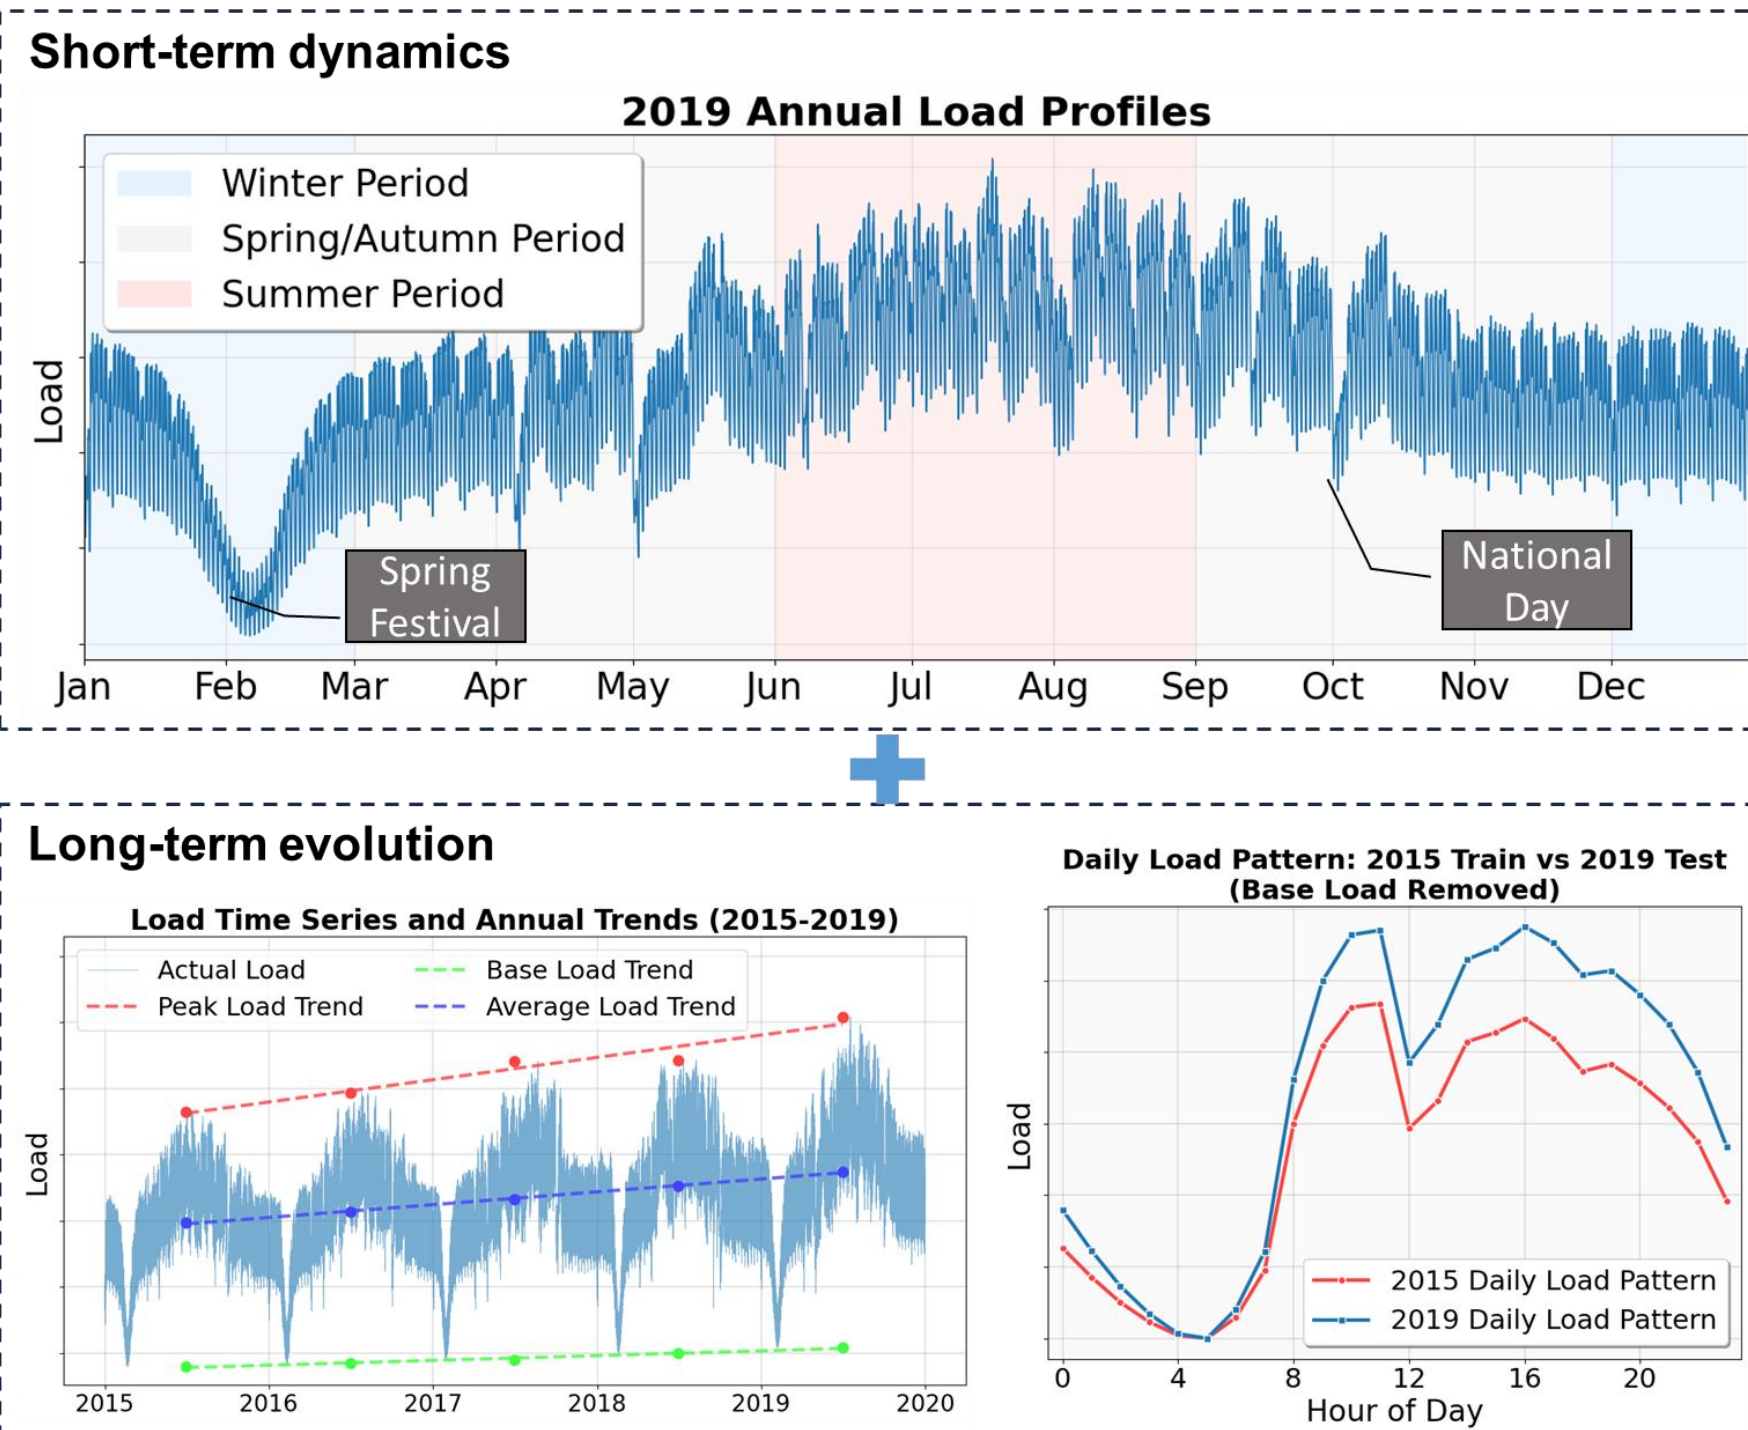 Short-term dynamics
2019 Annual Load Profiles
Winter Period
Spring/Autumn Period
Summer Period
Load
Spring
Festival
National
Day
Jan Feb Mar Apr May Jun Jul Aug Sep Oct Nov Dec
Long-term evolution
Load Time Series and Annual Trends (2015-2019)
Actual Load
Peak Load Trend
Base Load Trend
Average Load Trend
Load
2015 2016 2017 2018 2019 2020
Daily Load Pattern: 2015 Train vs 2019 Test
(Base Load Removed)
Load
2015 Daily Load Pattern
2019 Daily Load Pattern
0 4 8 12 16 20
Hour of Day